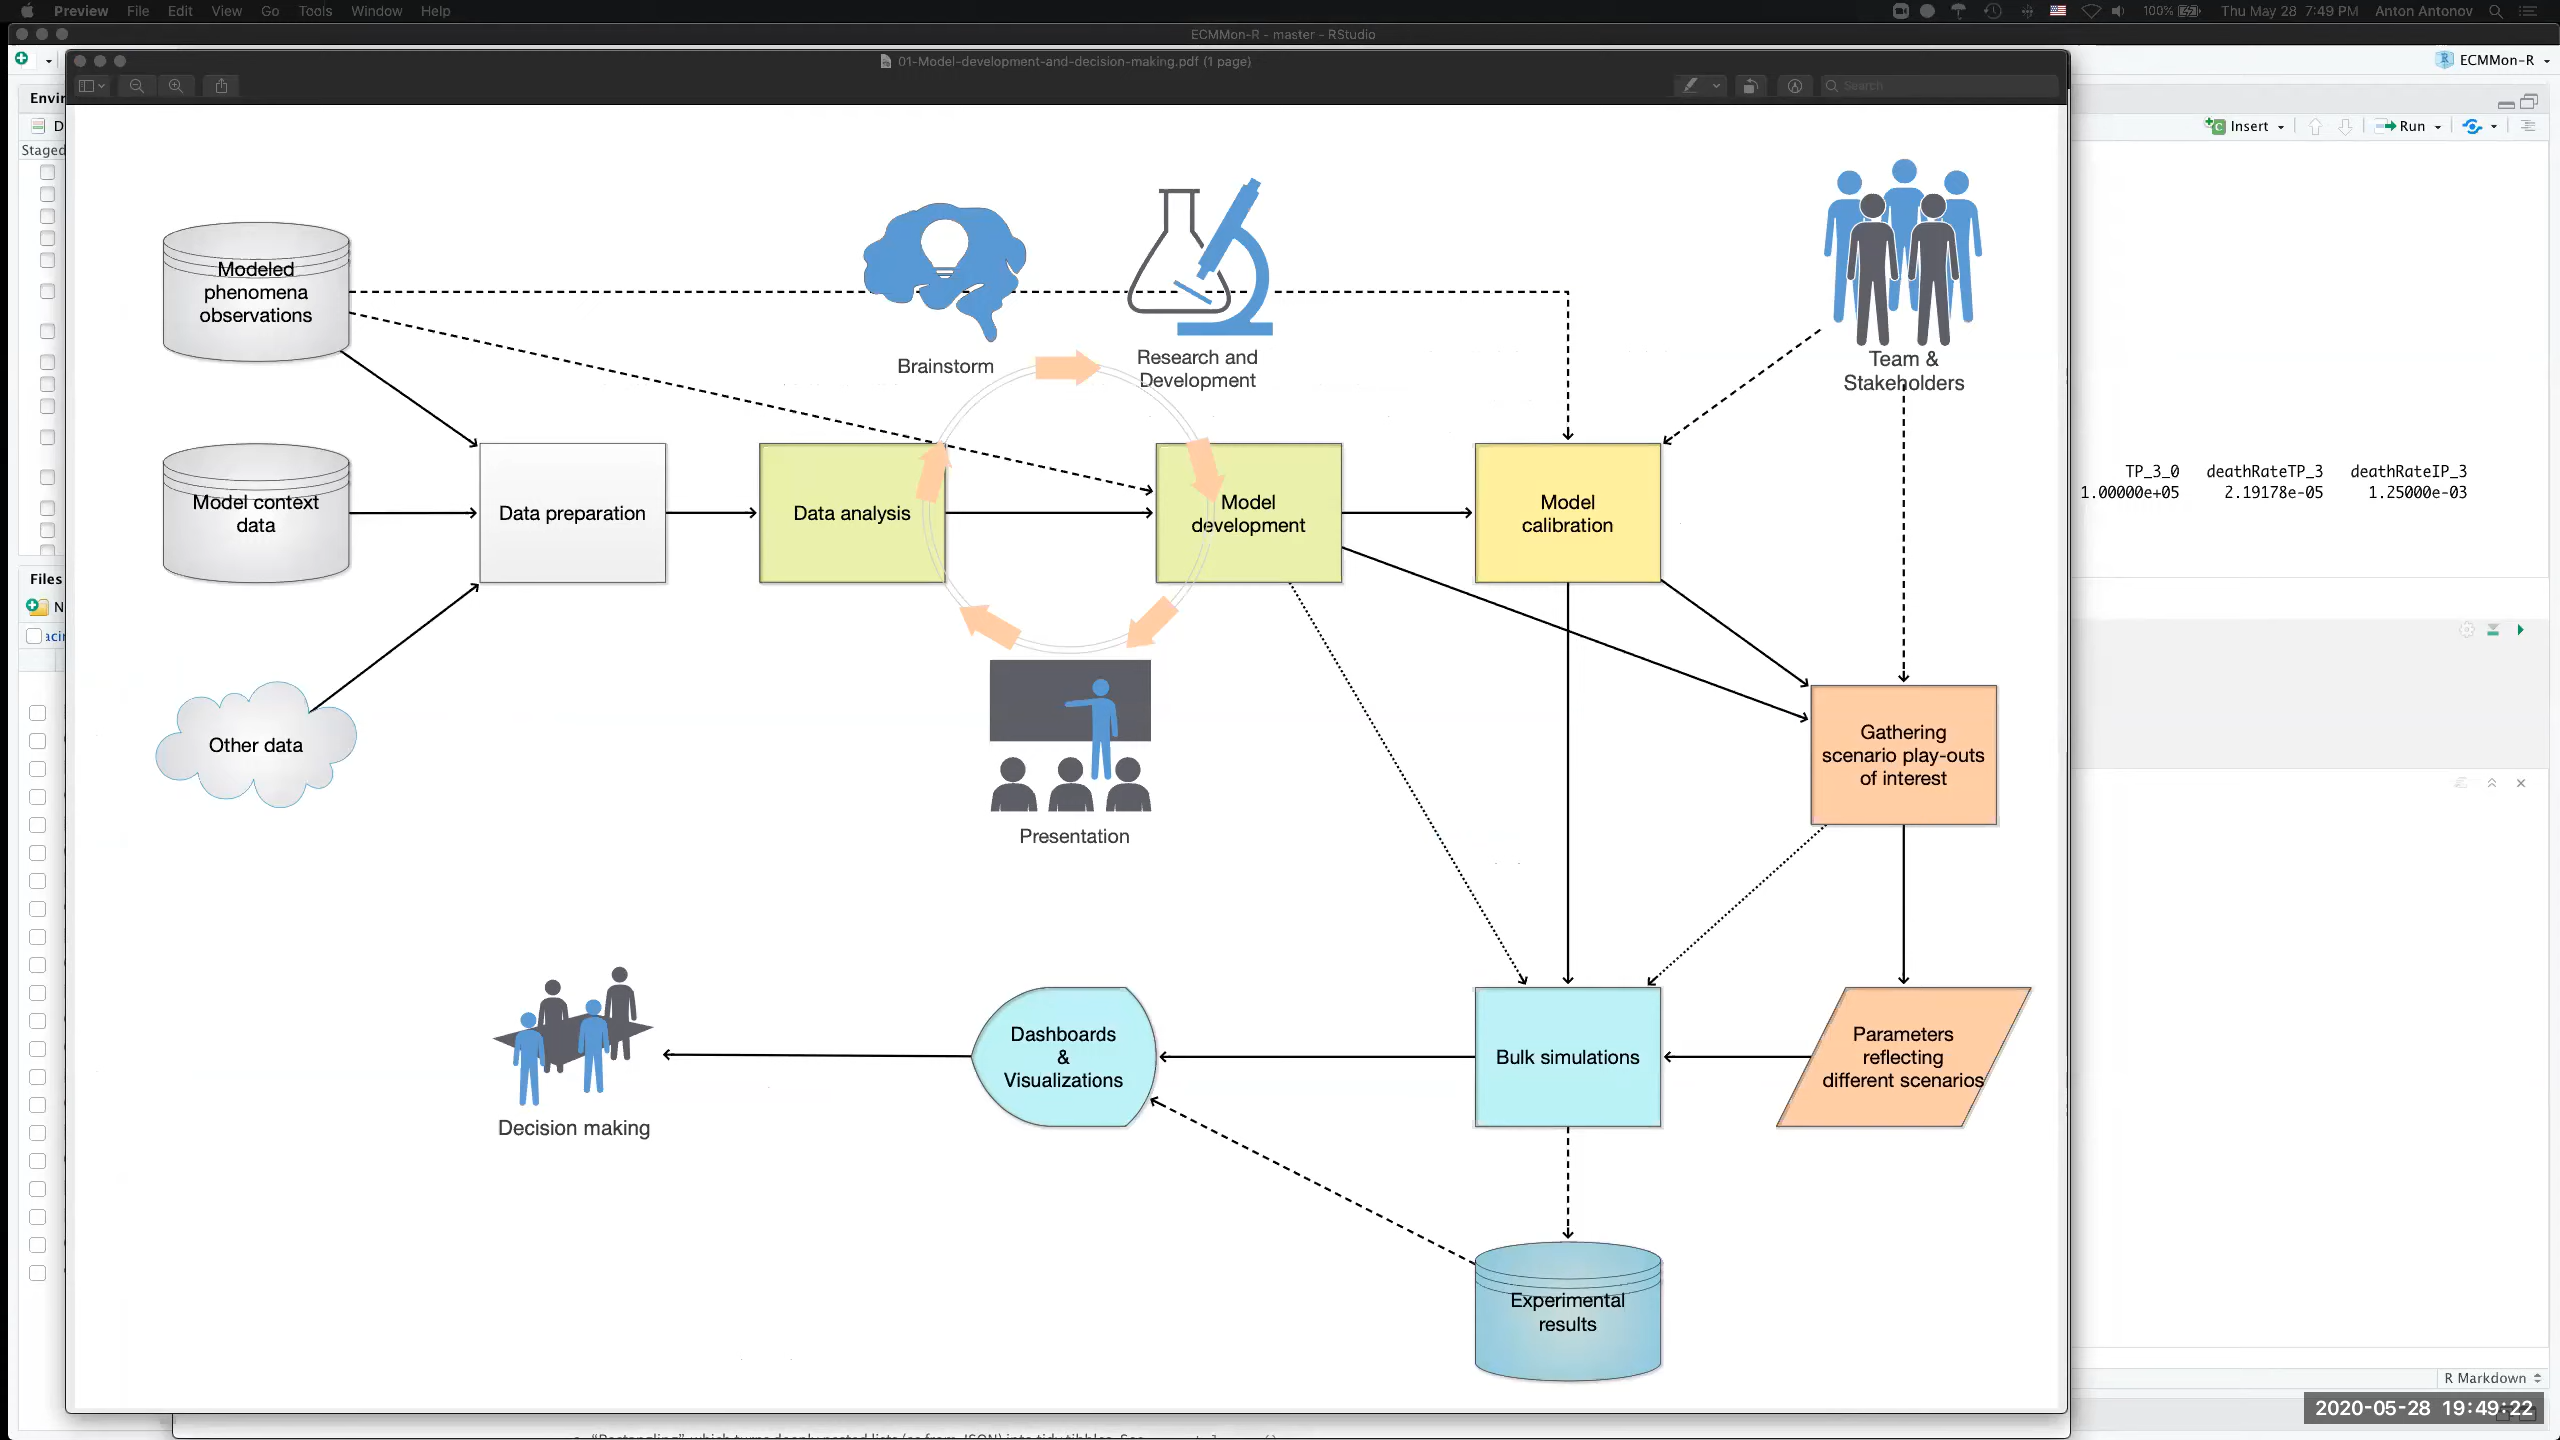 Preview File Edit View Go Tools Window Help
100% Thu May 28 7:49 PM Anton Antonov
ECMMon-R - master - RStudio
01-Model-development-and-decision-making.pdf (1 page)
Search
ECMMon-R
Insert Run
Staged
Files
Modeled
phenomena
observations
Brainstorm
Research and
Development
Team &
Stakeholders
Model context
data
Data preparation
Data analysis
Model
development
Model
calibration
TP_3_0 deathRateTP_3 deathRateIP_3
1.00000e+05 2.19178e-05 1.25000e-03
Other data
Presentation
Gathering
scenario play-outs
of interest
Decision making
Dashboards
&
Visualizations
Bulk simulations
Parameters
reflecting
different scenarios
Experimental
results
R Markdown
2020-05-28 19:49:22